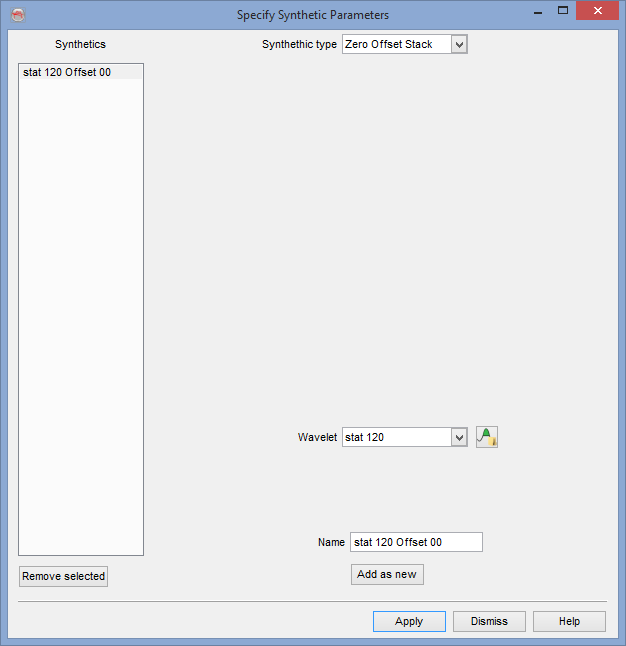 Specify Synthetic Parameters
Synthetics
Synthethic type
Zero Offset Stack
stat 120 Offset 00
Wavelet
stat 120
Name
stat 120 Offset 00
Remove selected
Add as new
Apply
Dismiss
Help